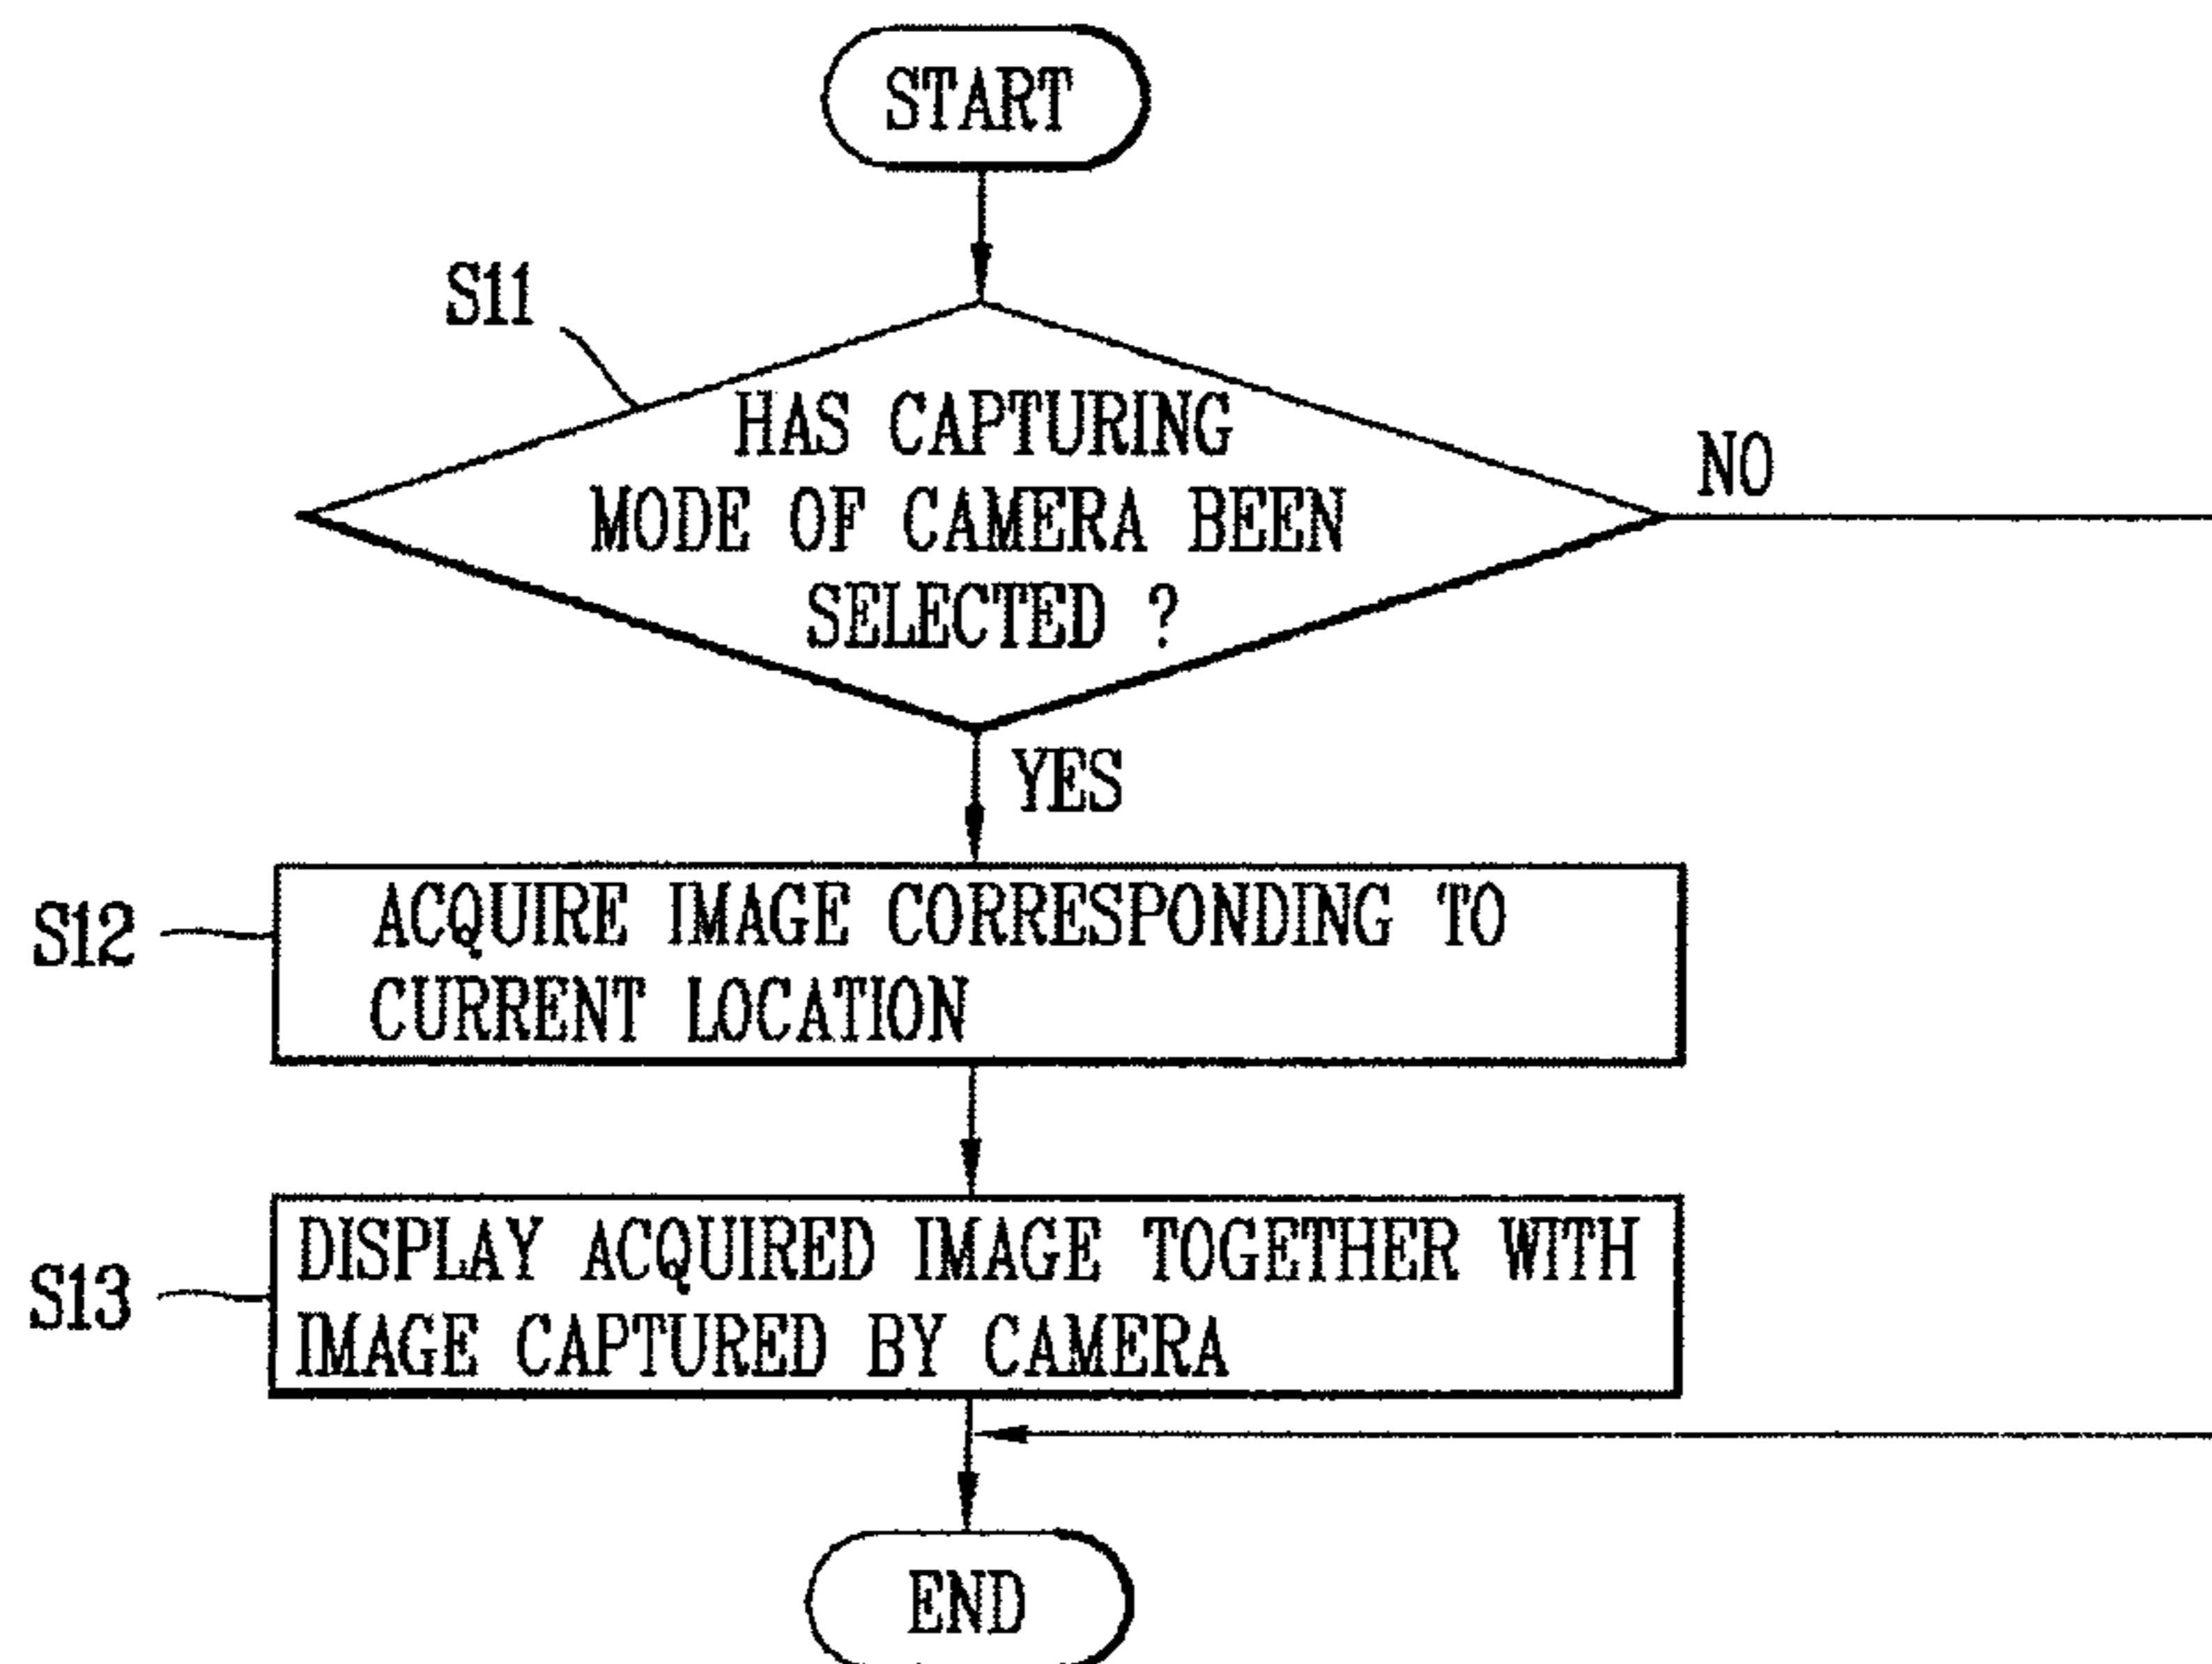 START
S11
HAS CAPTURING
MODE OF CAMERA BEEN
SELECTED ?
NO
YES
S12
ACQUIRE IMAGE CORRESPONDING TO
CURRENT LOCATION
S13
DISPLAY ACQUIRED IMAGE TOGETHER WITH
IMAGE CAPTURED BY CAMERA
END